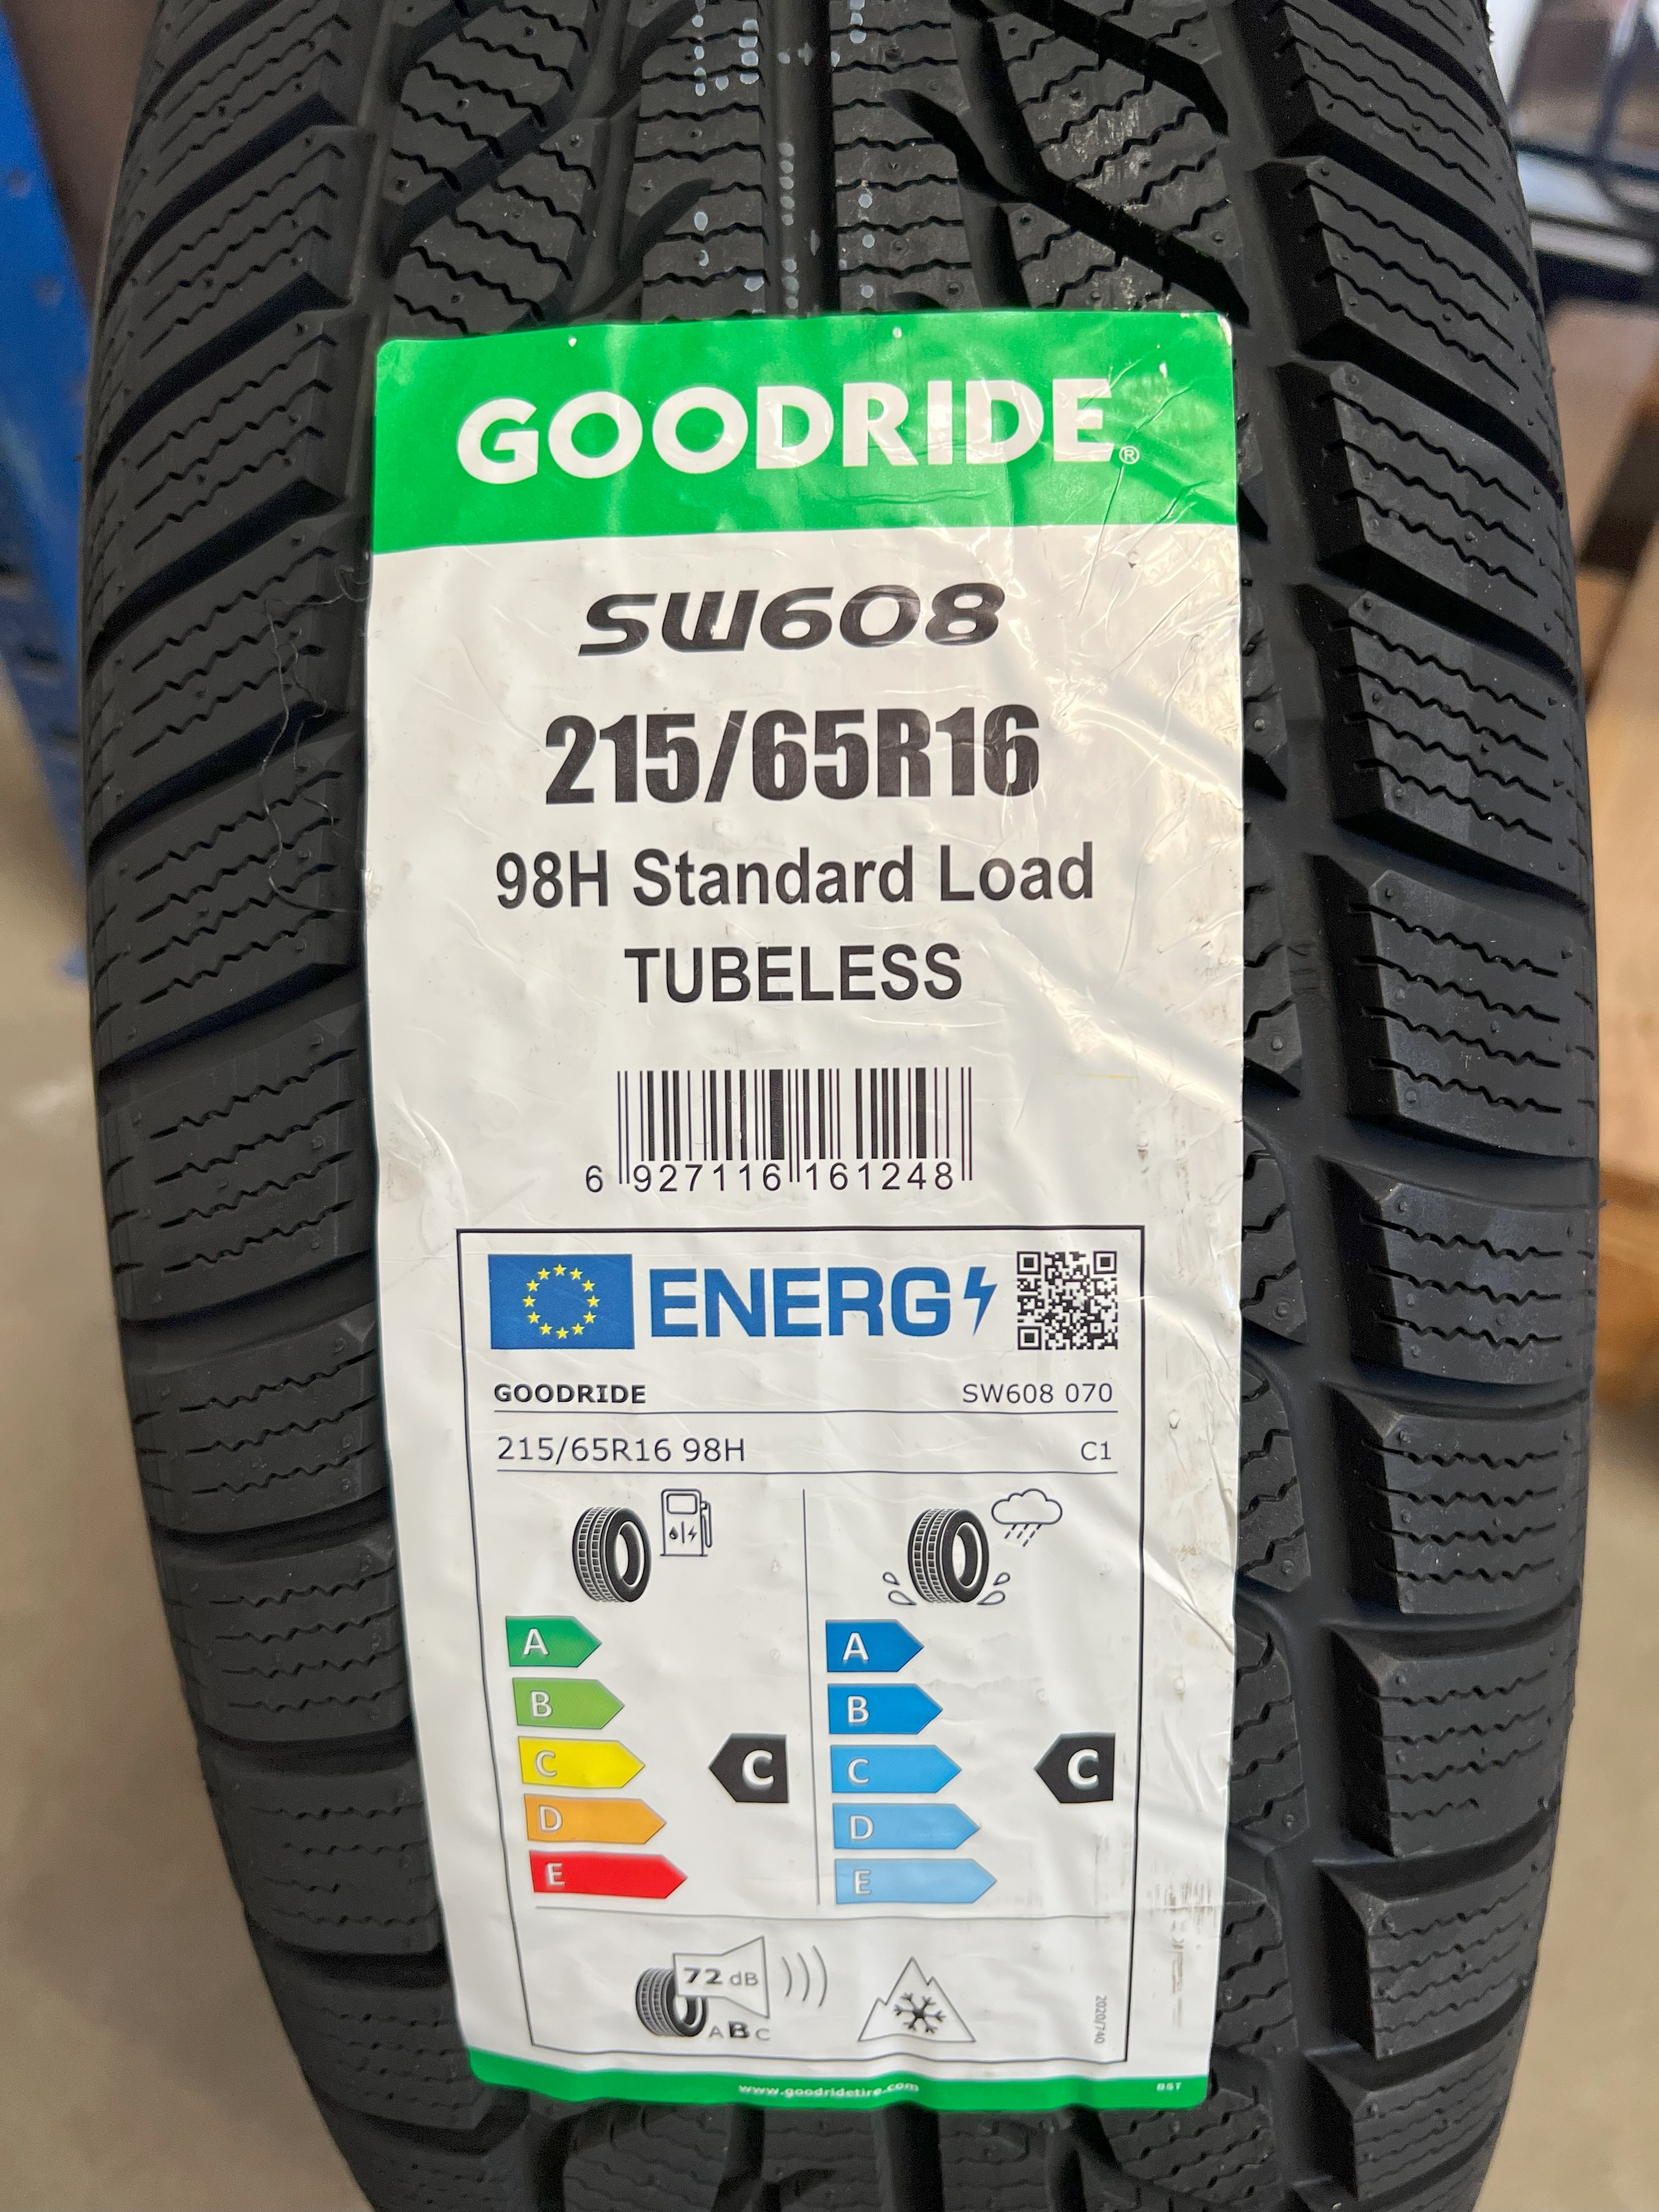 GOODRIDE®
SW608
215/65R16
98H Standard Load
TUBELESS
6 927116 161248
ENERG
GOODRIDE SW608 070
215/65R16 98H C1
A A
B B
C C C C
D D
E E
72 dB
ABC
2020/740
www.goodridetire.com BST